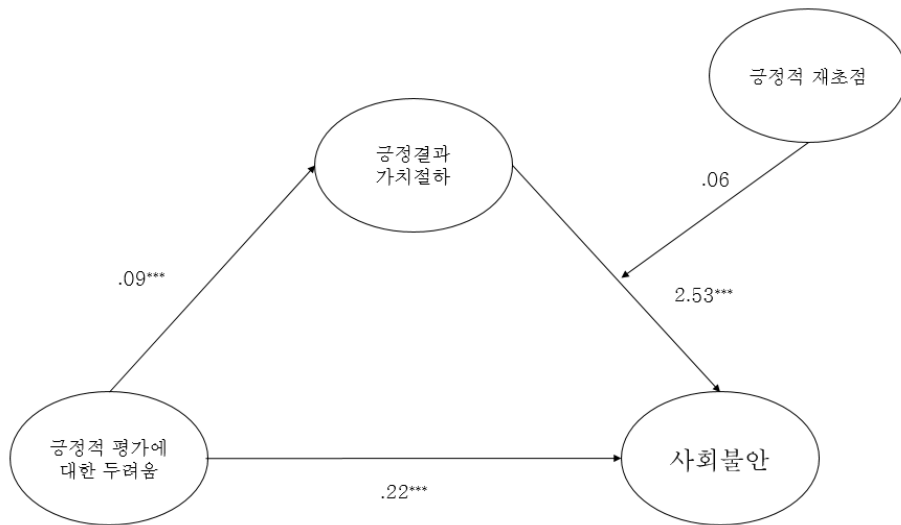 긍정적 재초점
긍정결과
가치절하
.06
.09***
2.53***
긍정적 평가에
대한 두려움
사회불안
.22***